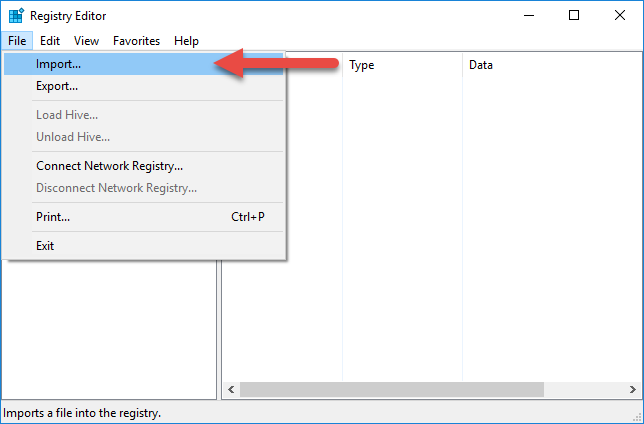 Registry Editor
File Edit View Favorites Help
Import...
Type Data
Export...
Load Hive...
Unload Hive...
Connect Network Registry...
Disconnect Network Registry...
Print... Ctrl+P
Exit
Imports a file into the registry.